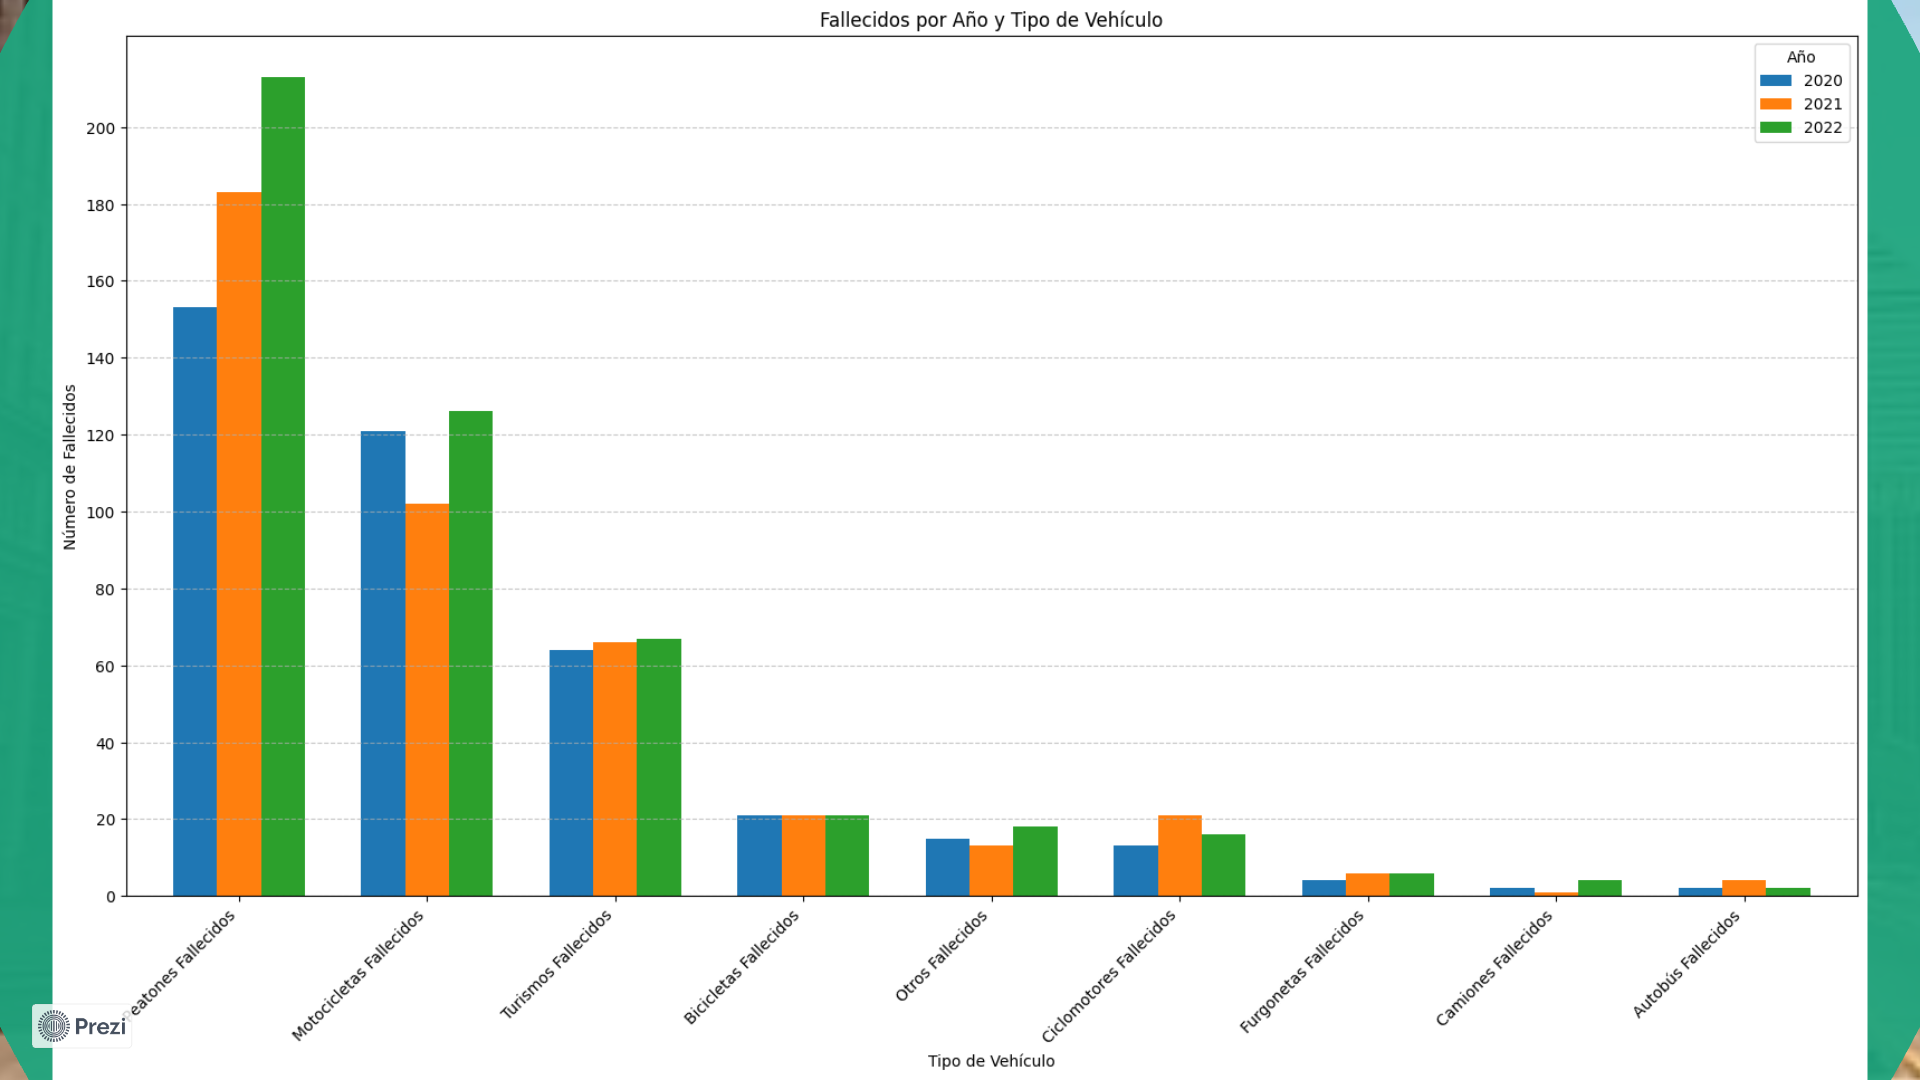 Fallecidos por Año y Tipo de Vehículo
Año
2020
2021
2022
Número de Fallecidos
200
180
160
140
120
100
80
60
40
20
0
Peatones Fallecidos
Motocicletas Fallecidos
Turismos Fallecidos
Bicicletas Fallecidos
Otros Fallecidos
Ciclomotores Fallecidos
Furgonetas Fallecidos
Camiones Fallecidos
Autobús Fallecidos
Tipo de Vehículo
Prezi